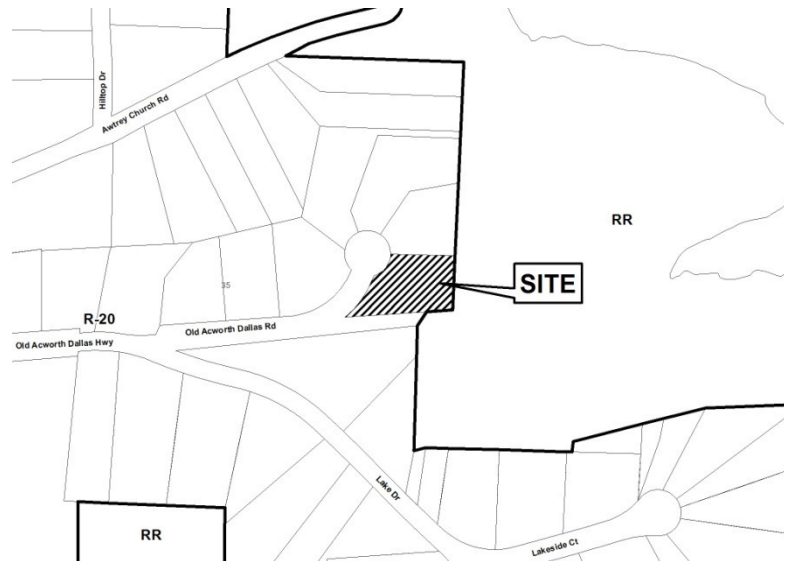 Hilltop Dr
Awtrey Church Rd
RR
SITE
35
R-20
Old Acworth Dallas Rd
Old Acworth Dallas Hwy
Lake Dr
RR
Lakeside Ct